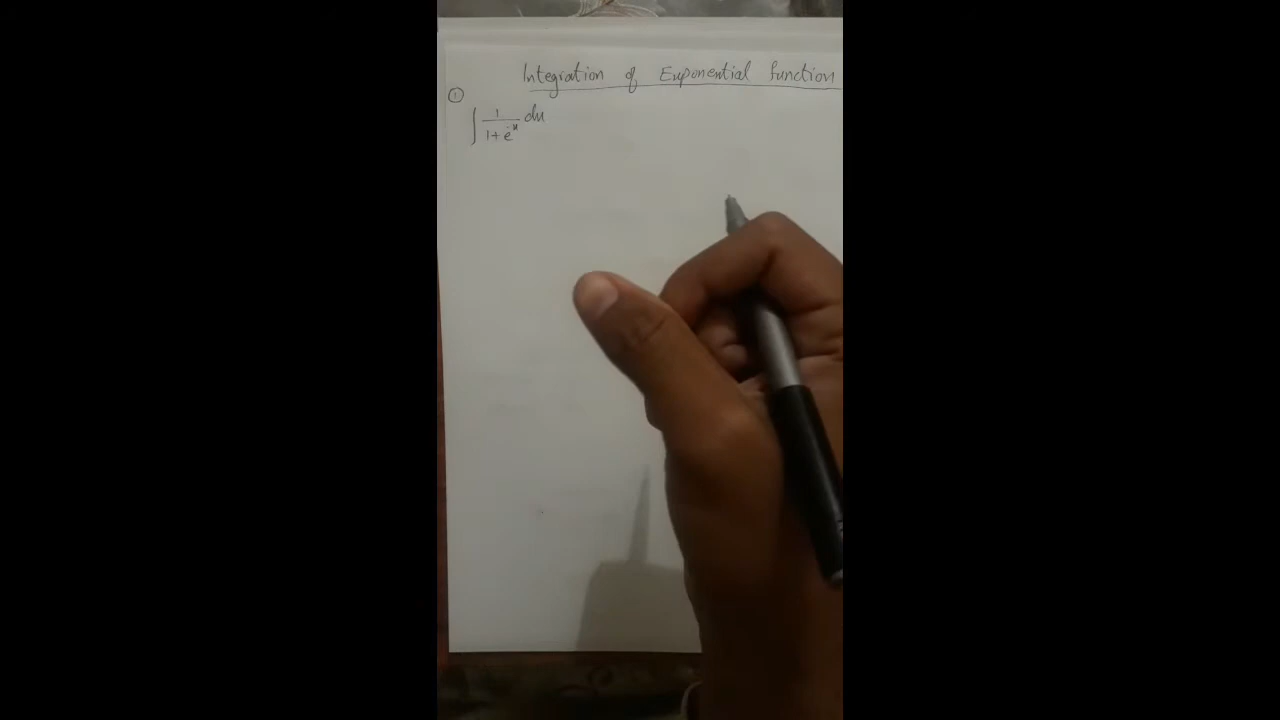 Integration of Exponential function
①
∫ 1/(1+e^-x) dx